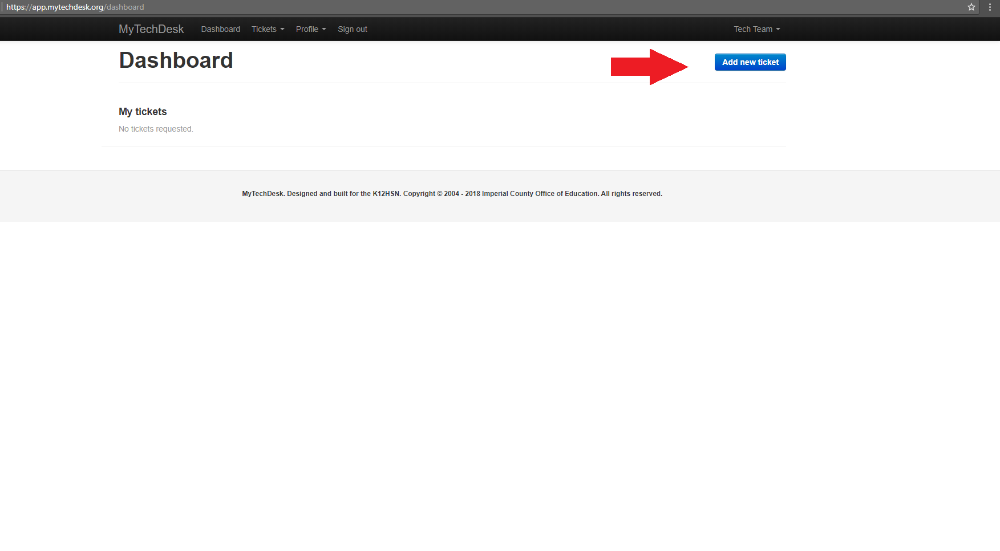 https://app.mytechdesk.org/dashboard
MyTechDesk Dashboard Tickets Profile Sign out Tech Team
Dashboard
Add new ticket
My tickets
No tickets requested.
MyTechDesk. Designed and built for the K12HSN. Copyright © 2004 - 2018 Imperial County Office of Education. All rights reserved.